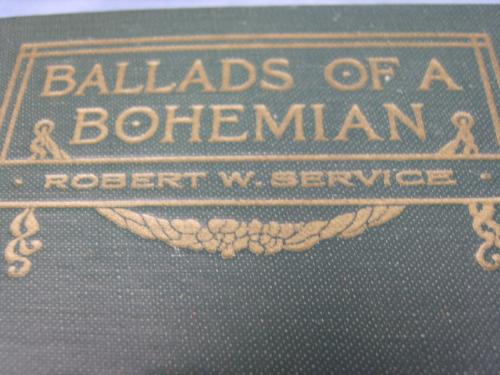 BALLADS OF A
BOHEMIAN
· ROBERT W. SERVICE ·